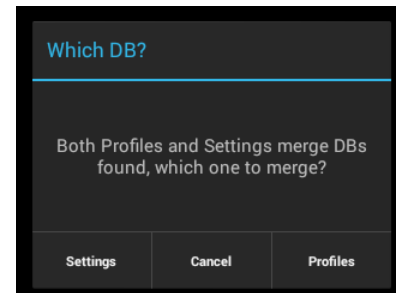 Which DB?
Both Profiles and Settings merge DBs
found, which one to merge?
Settings
Cancel
Profiles